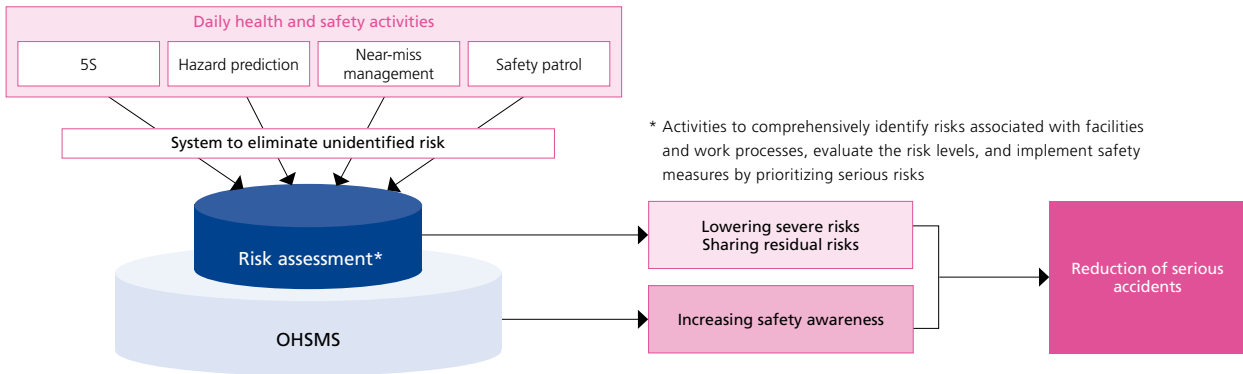 Daily health and safety activities
5S
Hazard prediction
Near-miss
management
Safety patrol
System to eliminate unidentified risk
* Activities to comprehensively identify risks associated with facilities
and work processes, evaluate the risk levels, and implement safety
measures by prioritizing serious risks
Risk assessment*
OHSMS
Lowering severe risks
Sharing residual risks
Increasing safety awareness
Reduction of serious
accidents